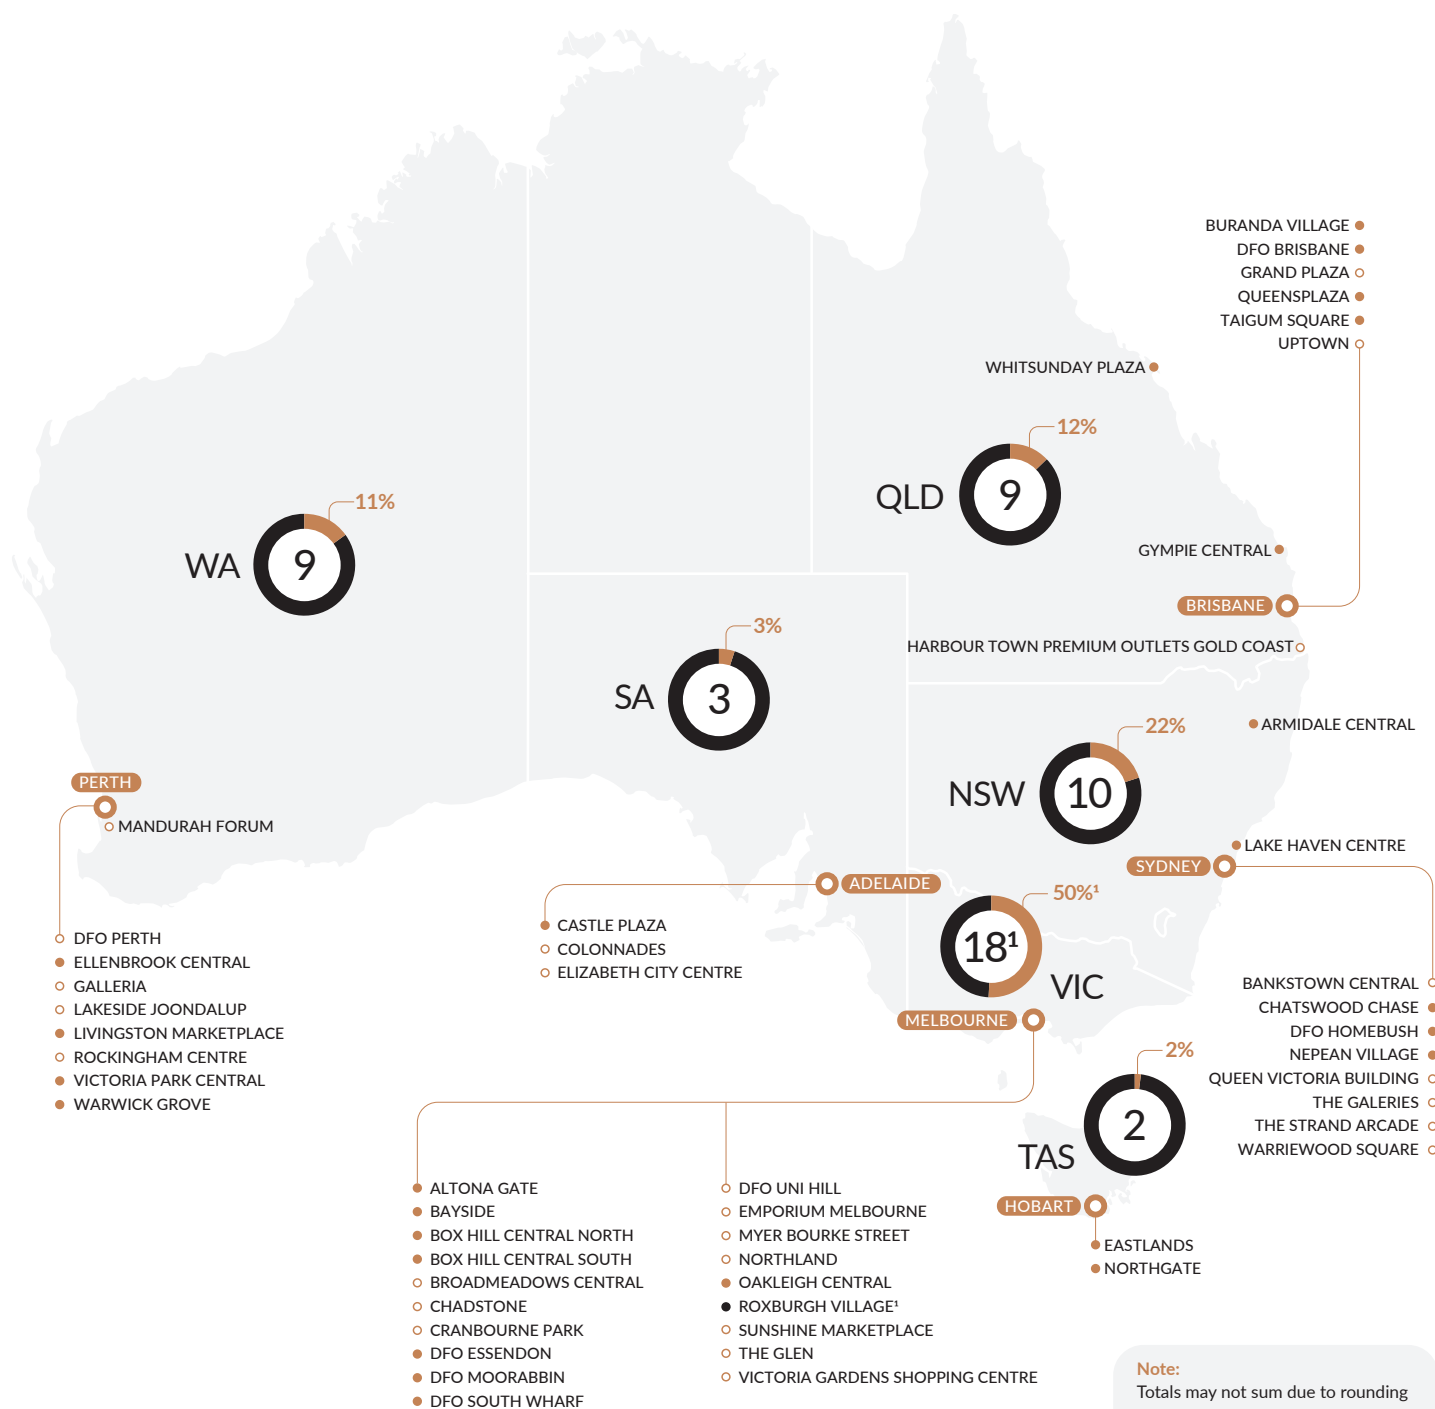 BURANDA VILLAGE
DFO BRISBANE
GRAND PLAZA
QUEENSPLAZA
TAIGUM SQUARE
UPTOWN
WHITSUNDAY PLAZA
12%
QLD
9
11%
WA
9
GYMPIE CENTRAL
BRISBANE
HARBOUR TOWN PREMIUM OUTLETS GOLD COAST
3%
SA
3
22%
ARMIDALE CENTRAL
NSW
10
PERTH
MANDURAH FORUM
LAKE HAVEN CENTRE
SYDNEY
ADELAIDE
50%¹
18¹
VIC
CASTLE PLAZA
COLONNADES
ELIZABETH CITY CENTRE
DFO PERTH
ELLENBROOK CENTRAL
GALLERIA
LAKESIDE JOONDALUP
LIVINGSTON MARKETPLACE
ROCKINGHAM CENTRE
VICTORIA PARK CENTRAL
WARWICK GROVE
BANKSTOWN CENTRAL
CHATSWOOD CHASE
DFO HOMEBUSH
NEPEAN VILLAGE
QUEEN VICTORIA BUILDING
THE GALERIES
THE STRAND ARCADE
WARRIEWOOD SQUARE
MELBOURNE
2%
2
TAS
HOBART
EASTLANDS
NORTHGATE
ALTONA GATE
BAYSIDE
BOX HILL CENTRAL NORTH
BOX HILL CENTRAL SOUTH
BROADMEADOWS CENTRAL
CHADSTONE
CRANBOURNE PARK
DFO ESSENDON
DFO MOORABBIN
DFO SOUTH WHARF
DFO UNI HILL
EMPORIUM MELBOURNE
MYER BOURKE STREET
NORTHLAND
OAKLEIGH CENTRAL
ROXBURGH VILLAGE¹
SUNSHINE MARKETPLACE
THE GLEN
VICTORIA GARDENS SHOPPING CENTRE
Note:
Totals may not sum due to rounding